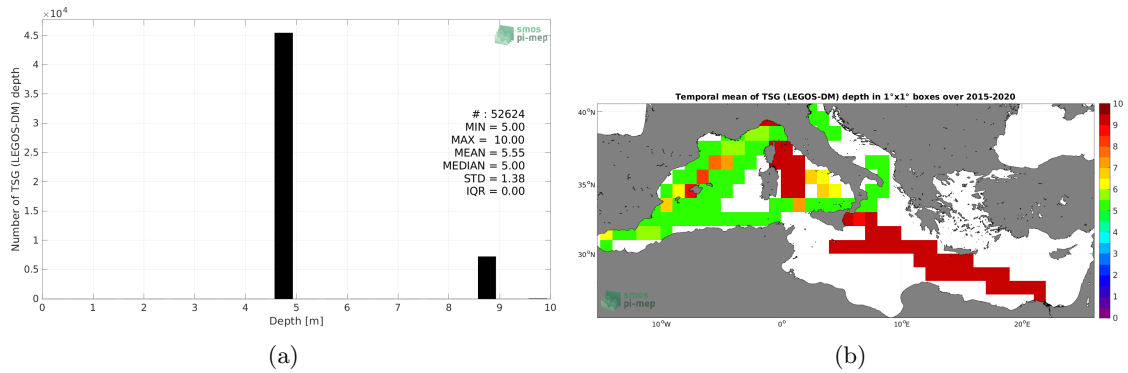 ×10⁴
4.5
4
3.5
3
2.5
2
1.5
1
0.5
0
Number of TSG (LEGOS-DM) depth
smos
pi-mep
# : 52624
MIN = 5.00
MAX = 10.00
MEAN = 5.55
MEDIAN = 5.00
STD = 1.38
IQR = 0.00
0 1 2 3 4 5 6 7 8 9 10
Depth [m]
(a)
Temporal mean of TSG (LEGOS-DM) depth in 1°x1° boxes over 2015-2020
40°N
35°N
30°N
10°W 0° 10°E 20°E
smos
pi-mep
10
9
8
7
6
5
4
3
2
1
0
(b)